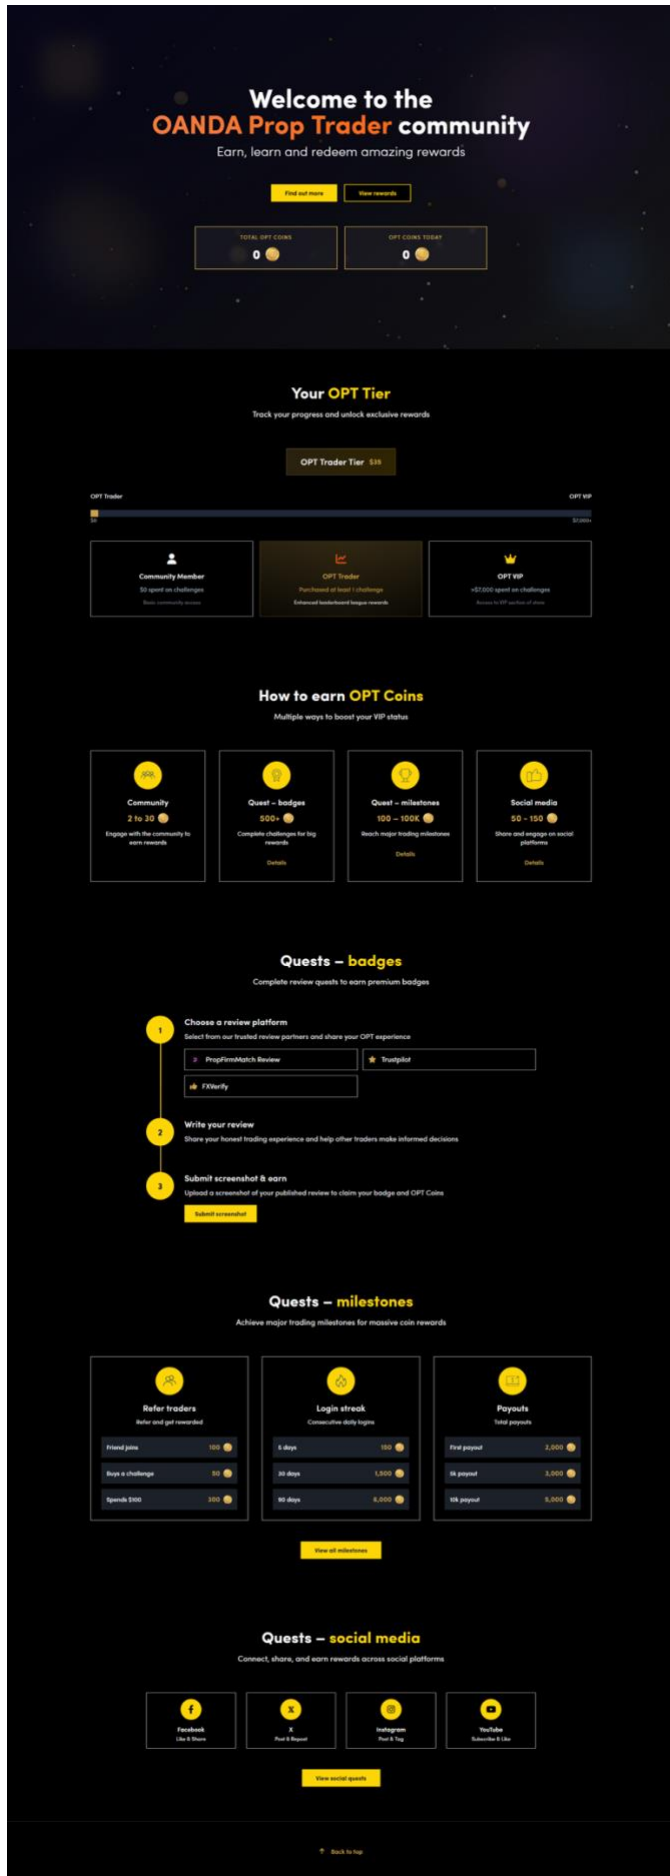 Welcome to the
OANDA Prop Trader community
Earn, learn and redeem amazing rewards
Find out more
View rewards
TOTAL OPT COINS
0
OPT COINS TODAY
0
Your OPT Tier
Track your progress and unlock exclusive rewards
OPT Trader Tier $39
OPT Trader
OPT VIP
$0
$7,000+
Community Member
$0 spent on challenges
Basic community access
OPT Trader
Purchased at least 1 challenge
Enhanced leaderboard league rewards
OPT VIP
+$7,000 spent on challenges
Access to VIP section of store
How to earn OPT Coins
Multiple ways to boost your VIP status
Community
2 to 30
Engage with the community to
earn rewards
Quest – badges
500+
Complete challenges for big
rewards
Details
Quest – milestones
100 – 100K
Reach major trading milestones
Details
Social media
50 - 150
Share and engage on social
platforms
Details
Quests – badges
Complete review quests to earn premium badges
1
Choose a review platform
Select from our trusted review partners and share your OPT experience
PropFirmMatch Review
Trustpilot
FXVerify
2
Write your review
Share your honest trading experience and help other traders make informed decisions
3
Submit screenshot & earn
Upload a screenshot of your published review to claim your badge and OPT Coins
Submit screenshot
Quests – milestones
Achieve major trading milestones for massive coin rewards
Refer traders
Refer and get rewarded
Friend joins 100
Buys a challenge 50
Spends $100 300
Login streak
Consecutive daily logins
5 days 150
30 days 1,500
90 days 6,000
Payouts
Total payouts
First payout 2,000
5k payout 3,000
10k payout 5,000
View all milestones
Quests – social media
Connect, share, and earn rewards across social platforms
Facebook
Like & Share
X
Post & Repost
Instagram
Post & Tag
YouTube
Subscribe & Like
View social quests
Back to top